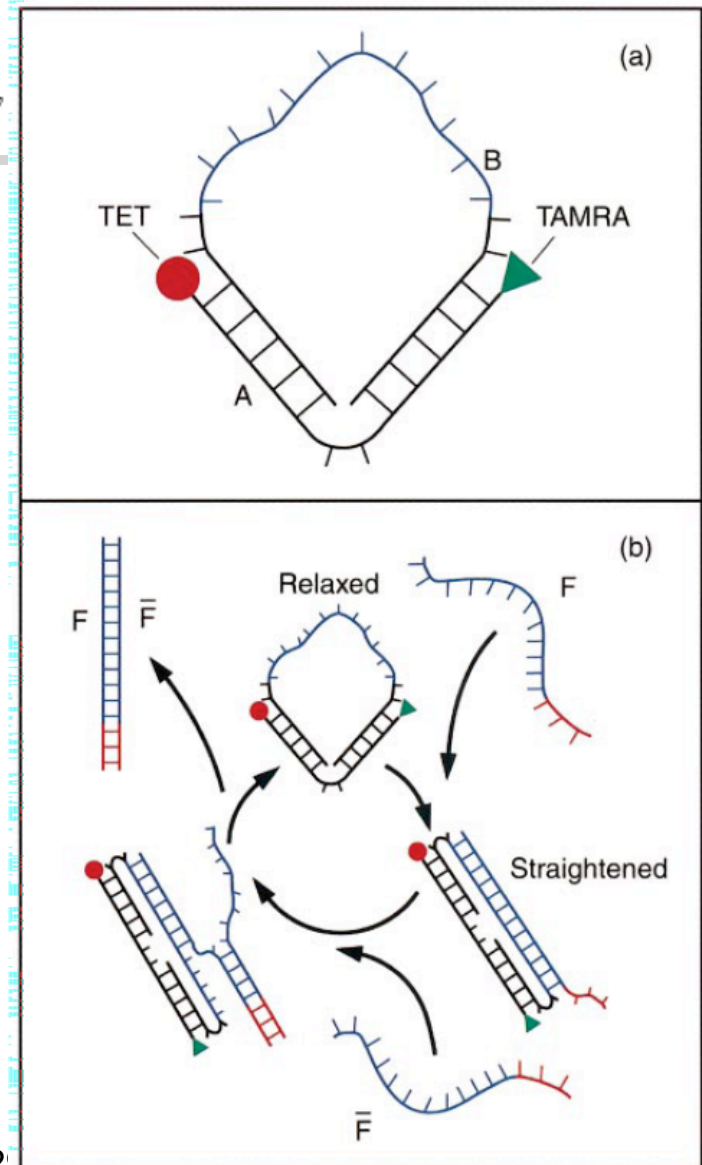 (a)
B
TET
TAMRA
A
(b)
Relaxed
F
F F̅
Straightened
F̅